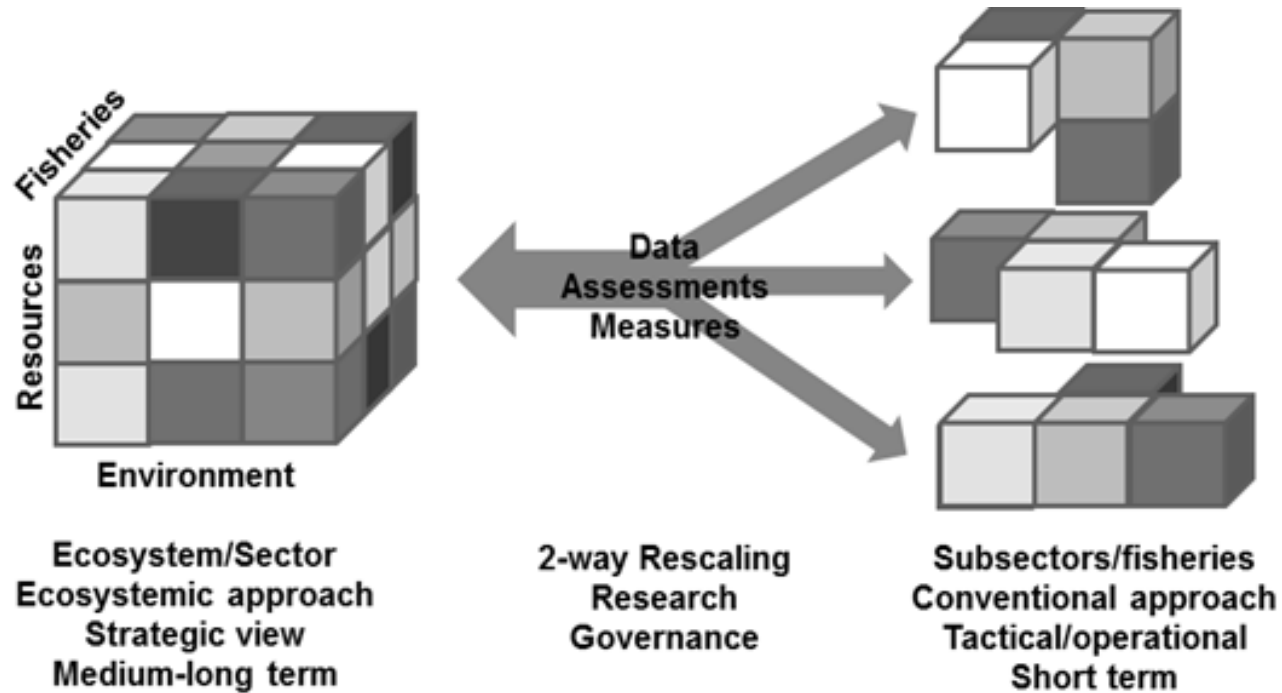 Fisheries
Resources
Environment
Data
Assessments
Measures
Ecosystem/Sector
Ecosystemic approach
Strategic view
Medium-long term
2-way Rescaling
Research
Governance
Subsectors/fisheries
Conventional approach
Tactical/operational
Short term